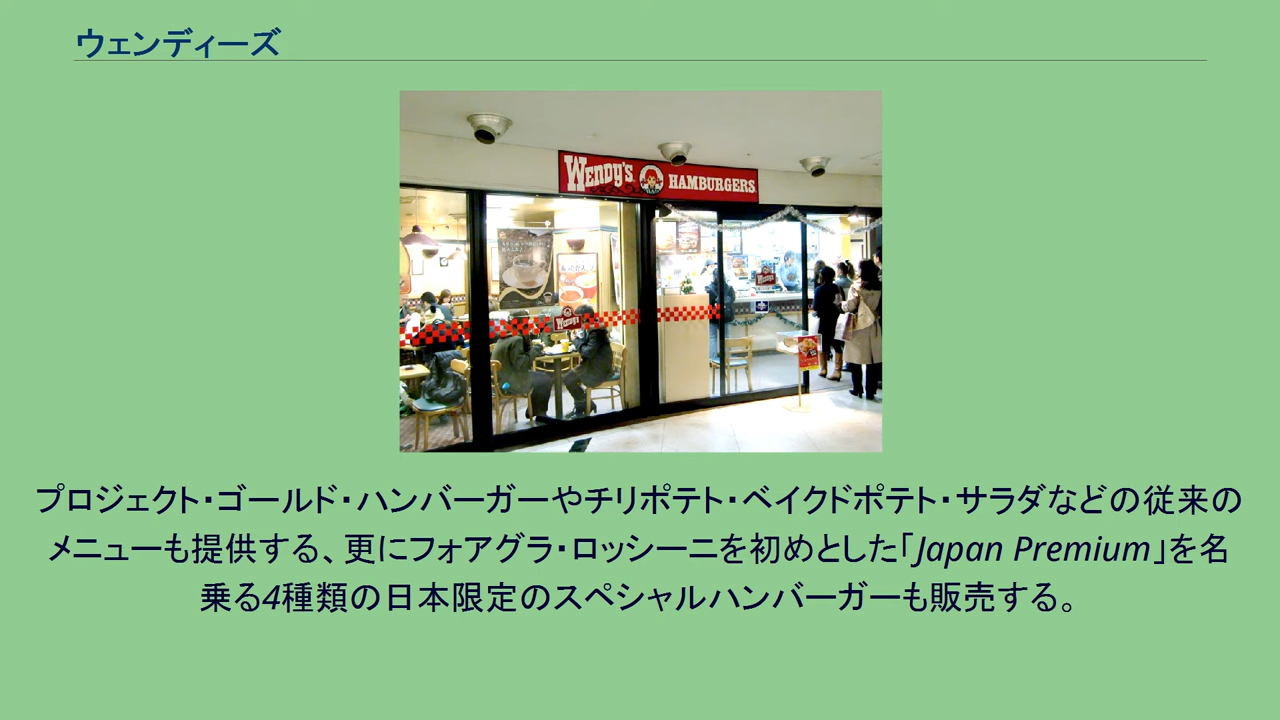 ウェンディーズ
WENDY'S HAMBURGERS
Wendy's
Wendy's
プロジェクト・ゴールド・ハンバーガーやチリポテト・ベイクドポテト・サラダなどの従来の
メニューも提供する、更にフォアグラ・ロッシーニを初めとした「Japan Premium」を名
乗る4種類の日本限定のスペシャルハンバーガーも販売する。